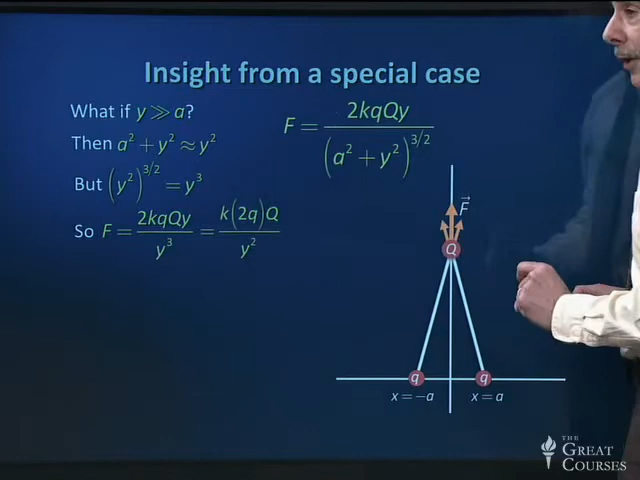 Insight from a special case
What if y ≫ a?
Then a² + y² ≈ y²
But (y²)^3/2 = y³
So F = 2kqQy / y³ = k(2q)Q / y²
F = 2kqQy / (a² + y²)^3/2
F⃗
Q
q q
x = −a x = a
THE
GREAT
COURSES